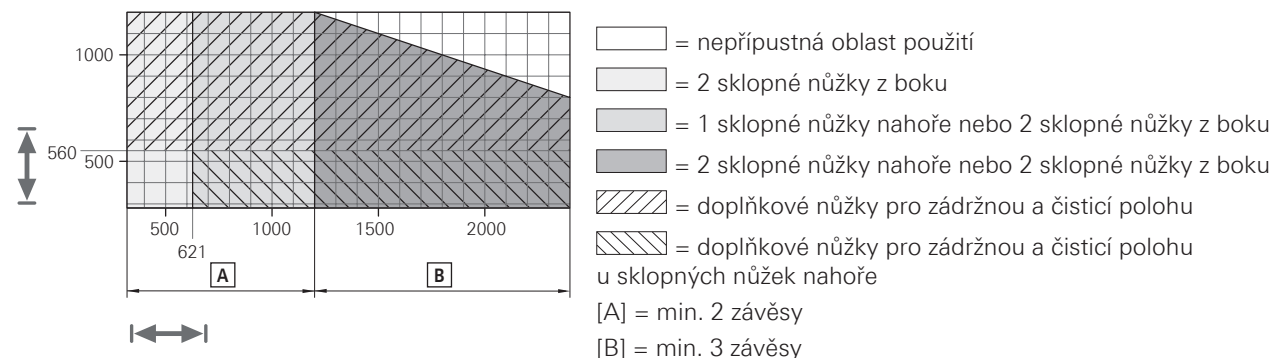 1000
560
500
500
1000
1500
2000
621
A
B
= nepřípustná oblast použití
= 2 sklopné nůžky z boku
= 1 sklopné nůžky nahoře nebo 2 sklopné nůžky z boku
= 2 sklopné nůžky nahoře nebo 2 sklopné nůžky z boku
= doplňkové nůžky pro zádržnou a čisticí polohu
= doplňkové nůžky pro zádržnou a čisticí polohu
u sklopných nůžek nahoře
[A] = min. 2 závěsy
[B] = min. 3 závěsy